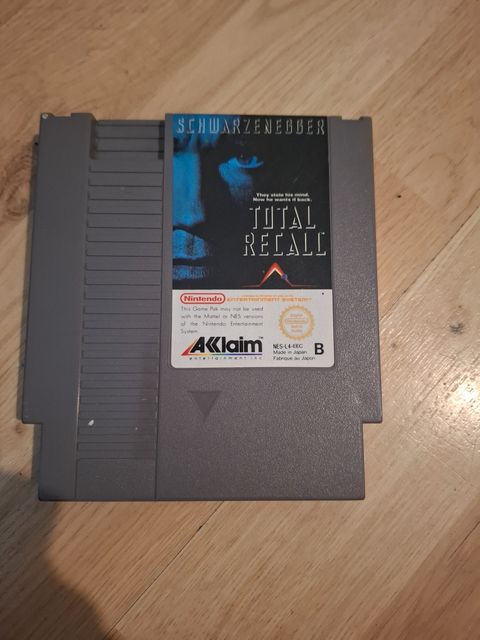 SCHWARZENEGGER
They stole his mind.
Now he wants it back.
TOTAL
RECALL
Nintendo ENTERTAINMENT SYSTEM
This Game Pak may not be used
with the Mattel or NES versions
of the Nintendo Entertainment
System.
AKKlaim
entertainment inc
NES-L4-EEC
Made in Japan
Fabriqué au Japon
B